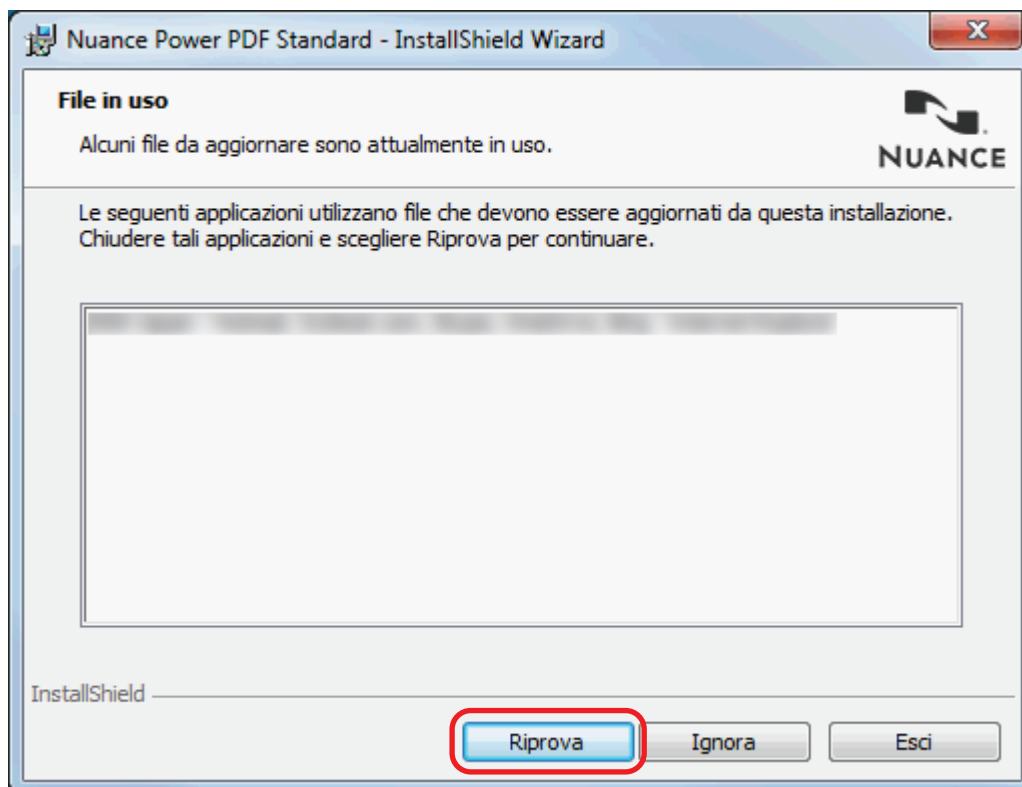 Nuance Power PDF Standard - InstallShield Wizard
File in uso
Alcuni file da aggiornare sono attualmente in uso.
NUANCE
Le seguenti applicazioni utilizzano file che devono essere aggiornati da questa installazione.
Chiudere tali applicazioni e scegliere Riprova per continuare.
InstallShield
Riprova
Ignora
Esci